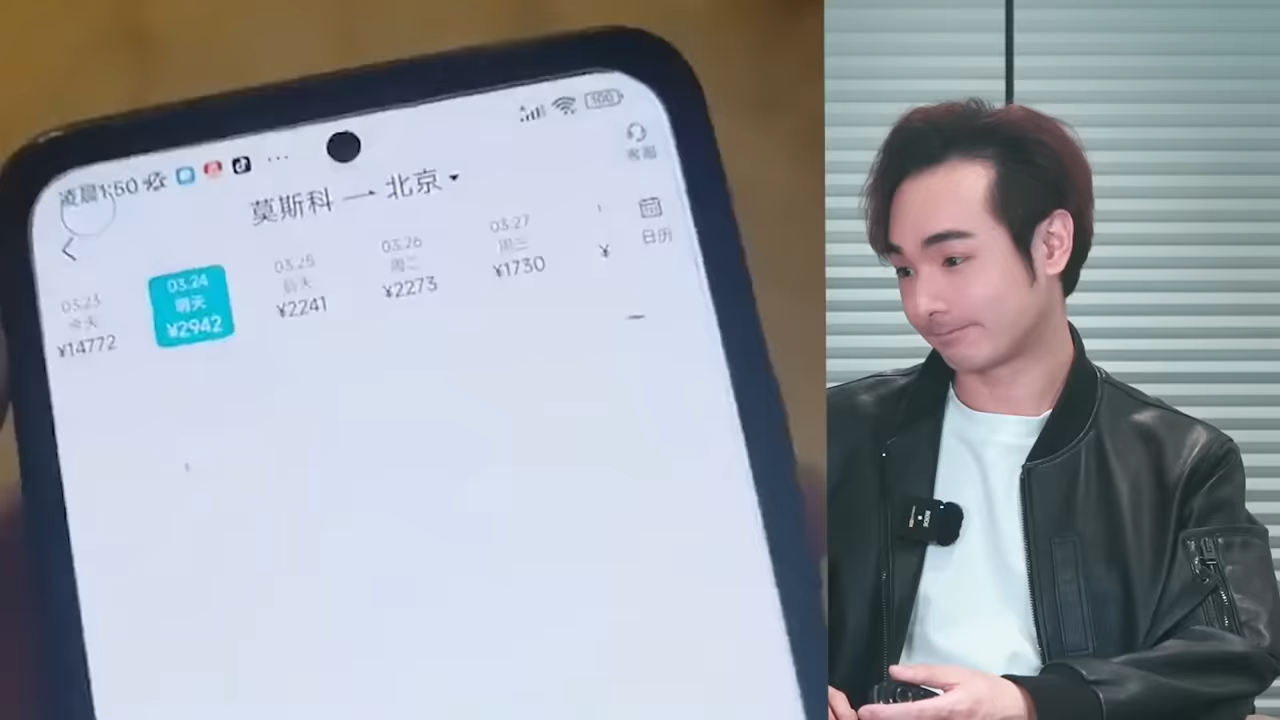 凌晨1:50
100
客服
莫斯科 — 北京
日历
03.23
今天
¥14772
03.24
明天
¥2942
03.25
后天
¥2241
03.26
周二
¥2273
03.27
周三
¥1730
¥
RODE